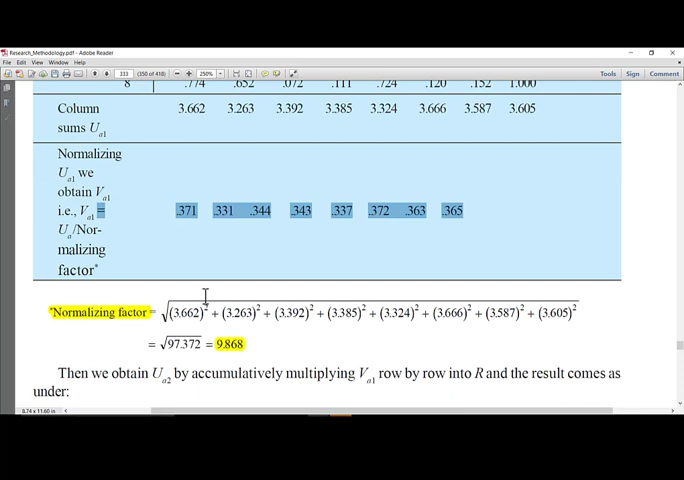 Research_Methodology.pdf - Adobe Reader
File Edit View Window Help
333 (350 of 418) 250% Tools Sign Comment
8 .774 .652 .072 .111 .724 .120 .152 1.000
Column 3.662 3.263 3.392 3.385 3.324 3.666 3.587 3.605
sums Ua1
Normalizing
Ua1 we
obtain Va1
i.e., Va1 = .371 .331 .344 .343 .337 .372 .363 .365
Ua/Nor-
malizing
factor*
*Normalizing factor = √(3.662)² + (3.263)² + (3.392)² + (3.385)² + (3.324)² + (3.666)² + (3.587)² + (3.605)²
= √97.372 = 9.868
Then we obtain Ua2 by accumulatively multiplying Va1 row by row into R and the result comes as
under:
8.74 x 11.60 in